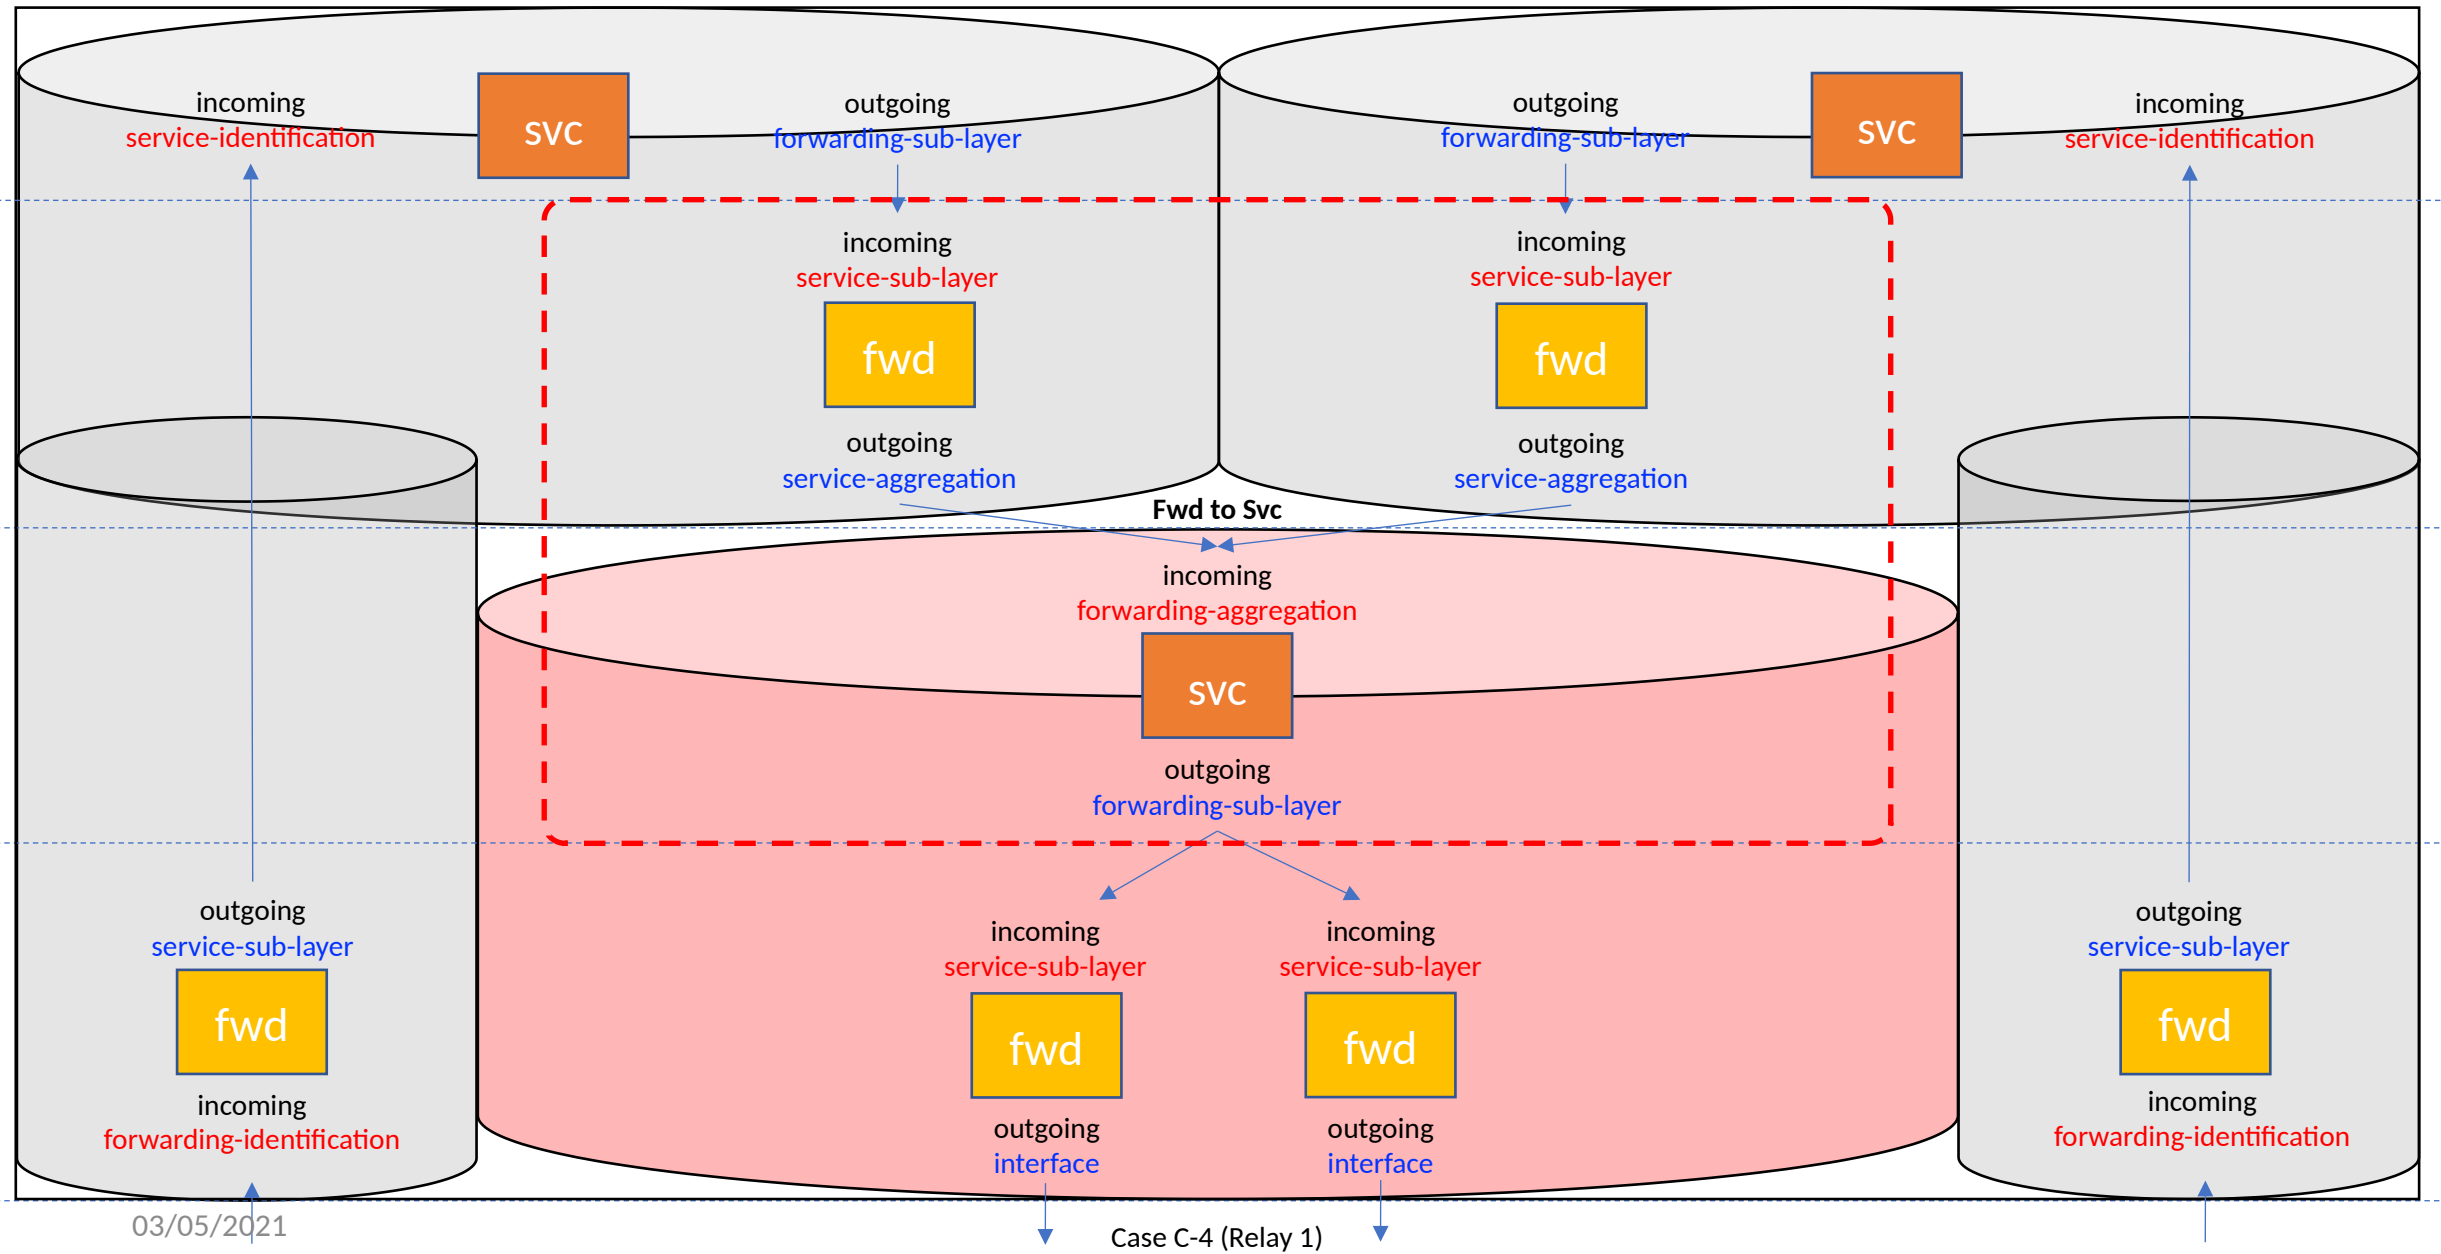 incoming
service-identification
svc
outgoing
forwarding-sub-layer
outgoing
forwarding-sub-layer
svc
incoming
service-identification
incoming
service-sub-layer
fwd
outgoing
service-aggregation
incoming
service-sub-layer
fwd
outgoing
service-aggregation
Fwd to Svc
incoming
forwarding-aggregation
svc
outgoing
forwarding-sub-layer
outgoing
service-sub-layer
fwd
incoming
forwarding-identification
incoming
service-sub-layer
fwd
outgoing
interface
incoming
service-sub-layer
fwd
outgoing
interface
outgoing
service-sub-layer
fwd
incoming
forwarding-identification
03/05/2021
Case C-4 (Relay 1)